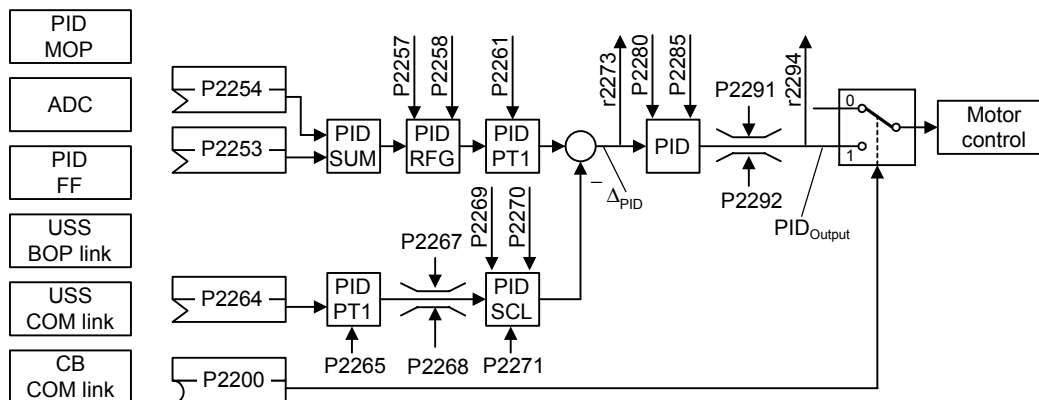 PID
MOP
ADC
PID
FF
USS
BOP link
USS
COM link
CB
COM link
P2254
P2253
P2264
P2200
PID
SUM
P2257
P2258
PID
RFG
P2261
PID
PT1
r2273
− Δ PID
P2280
P2285
PID
P2291
P2292
r2294
PID Output
0
1
Motor
control
PID
PT1
P2265
P2267
P2268
P2269
P2270
PID
SCL
P2271